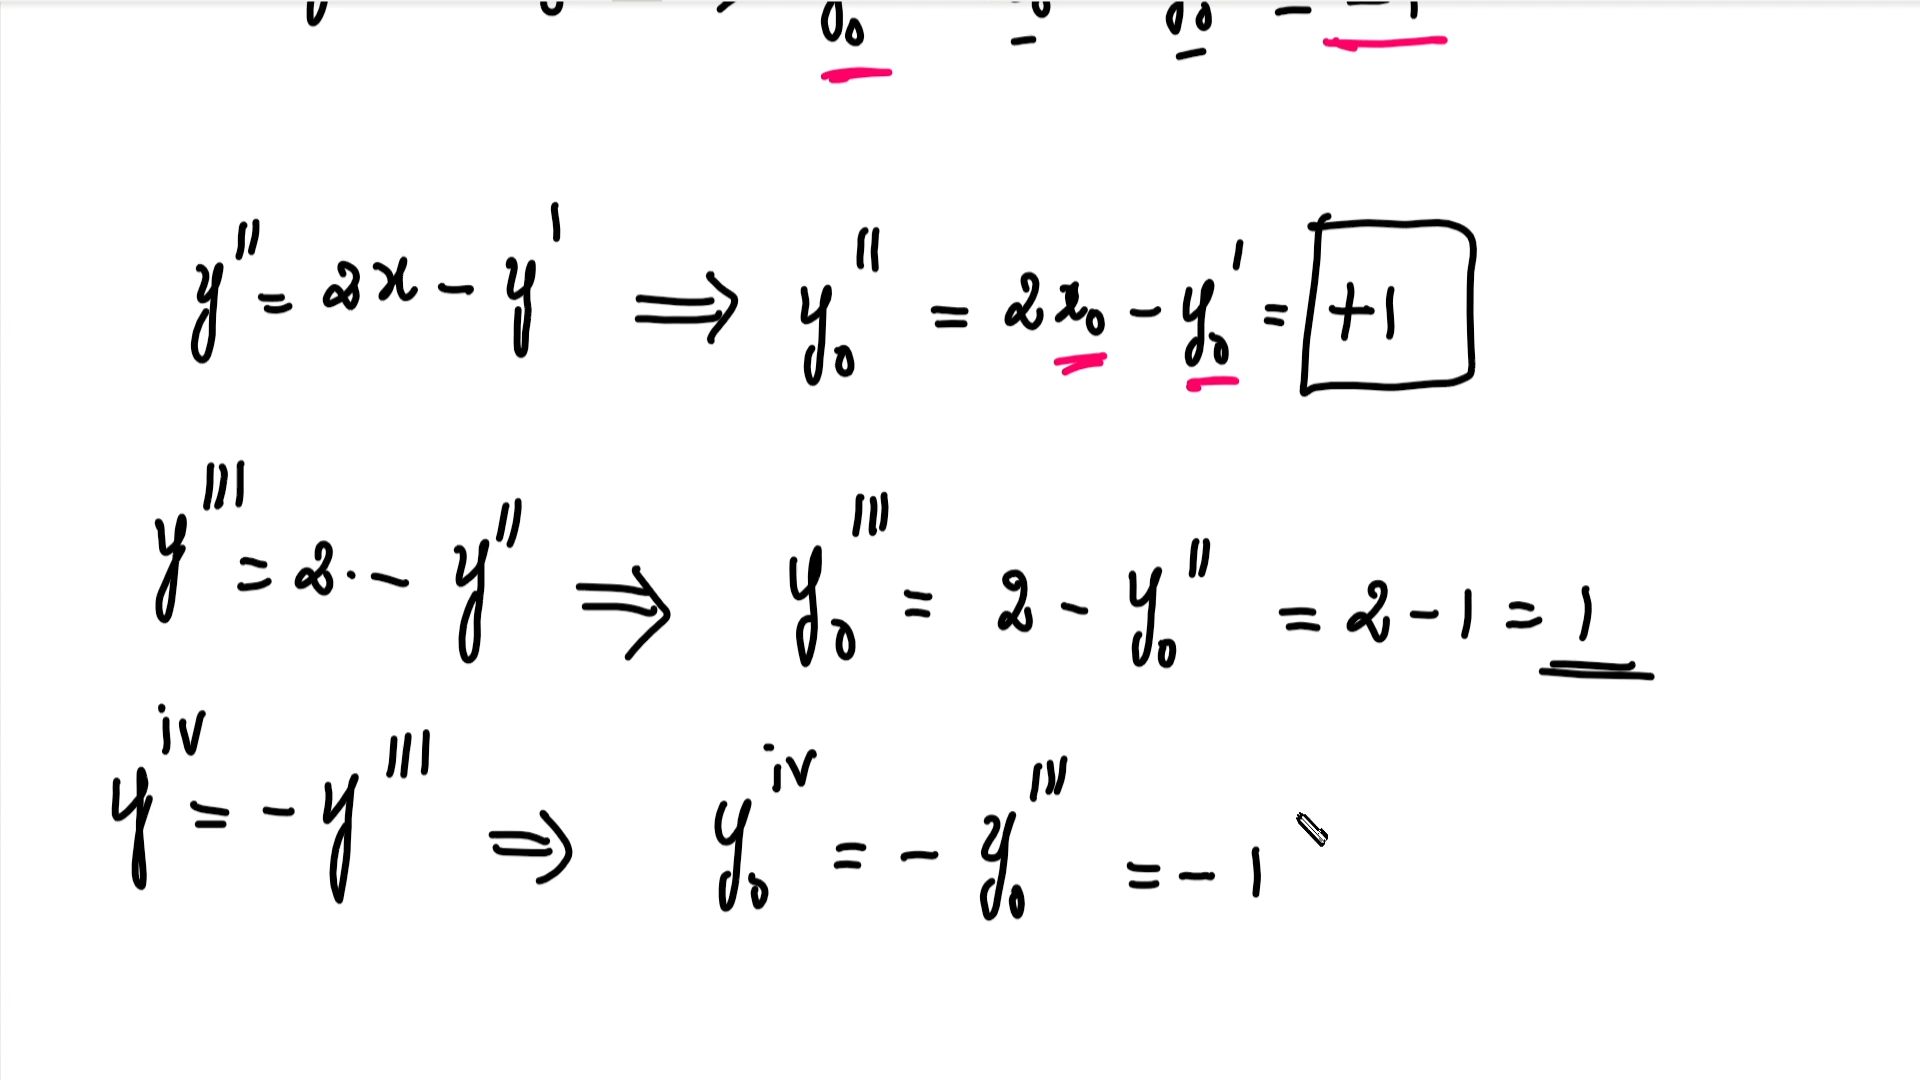 y'' = 2x - y' ⟹ y₀'' = 2x₀ - y₀' = +1
y''' = 2 · - y'' ⟹ y₀''' = 2 - y₀'' = 2 - 1 = 1
y^iv = - y''' ⟹ y₀^iv = - y₀''' = - 1